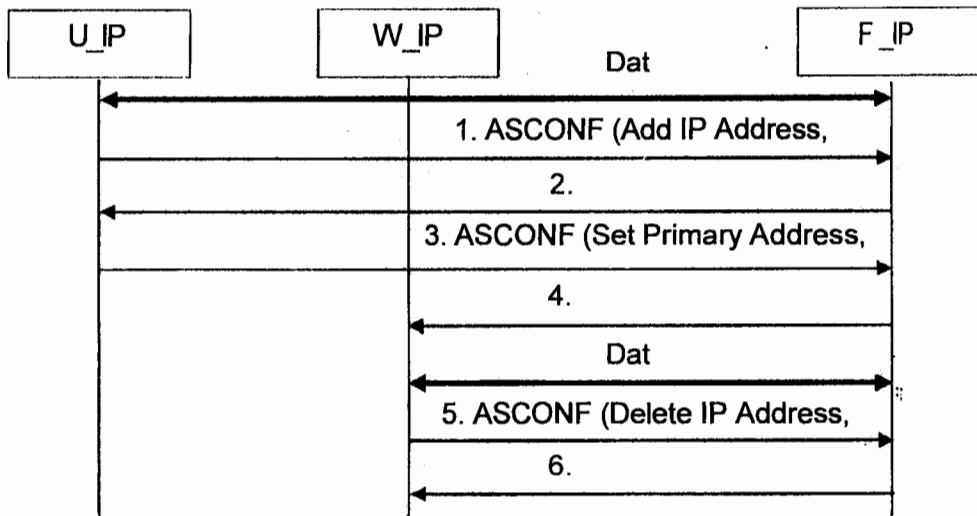 U_IP W_IP F_IP
Dat
1. ASCONF (Add IP Address,
2.
3. ASCONF (Set Primary Address,
4.
Dat
5. ASCONF (Delete IP Address,
6.